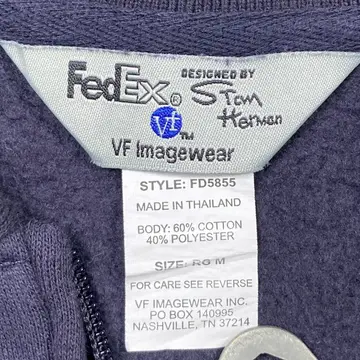 FedEx® DESIGNED BY
Stan
Herman
Vf™
VF Imagewear
STYLE: FD5855
MADE IN THAILAND
BODY: 60% COTTON
40% POLYESTER
SIZE: RG M
FOR CARE SEE REVERSE
VF IMAGEWEAR INC.
PO BOX 140995
NASHVILLE, TN 37214